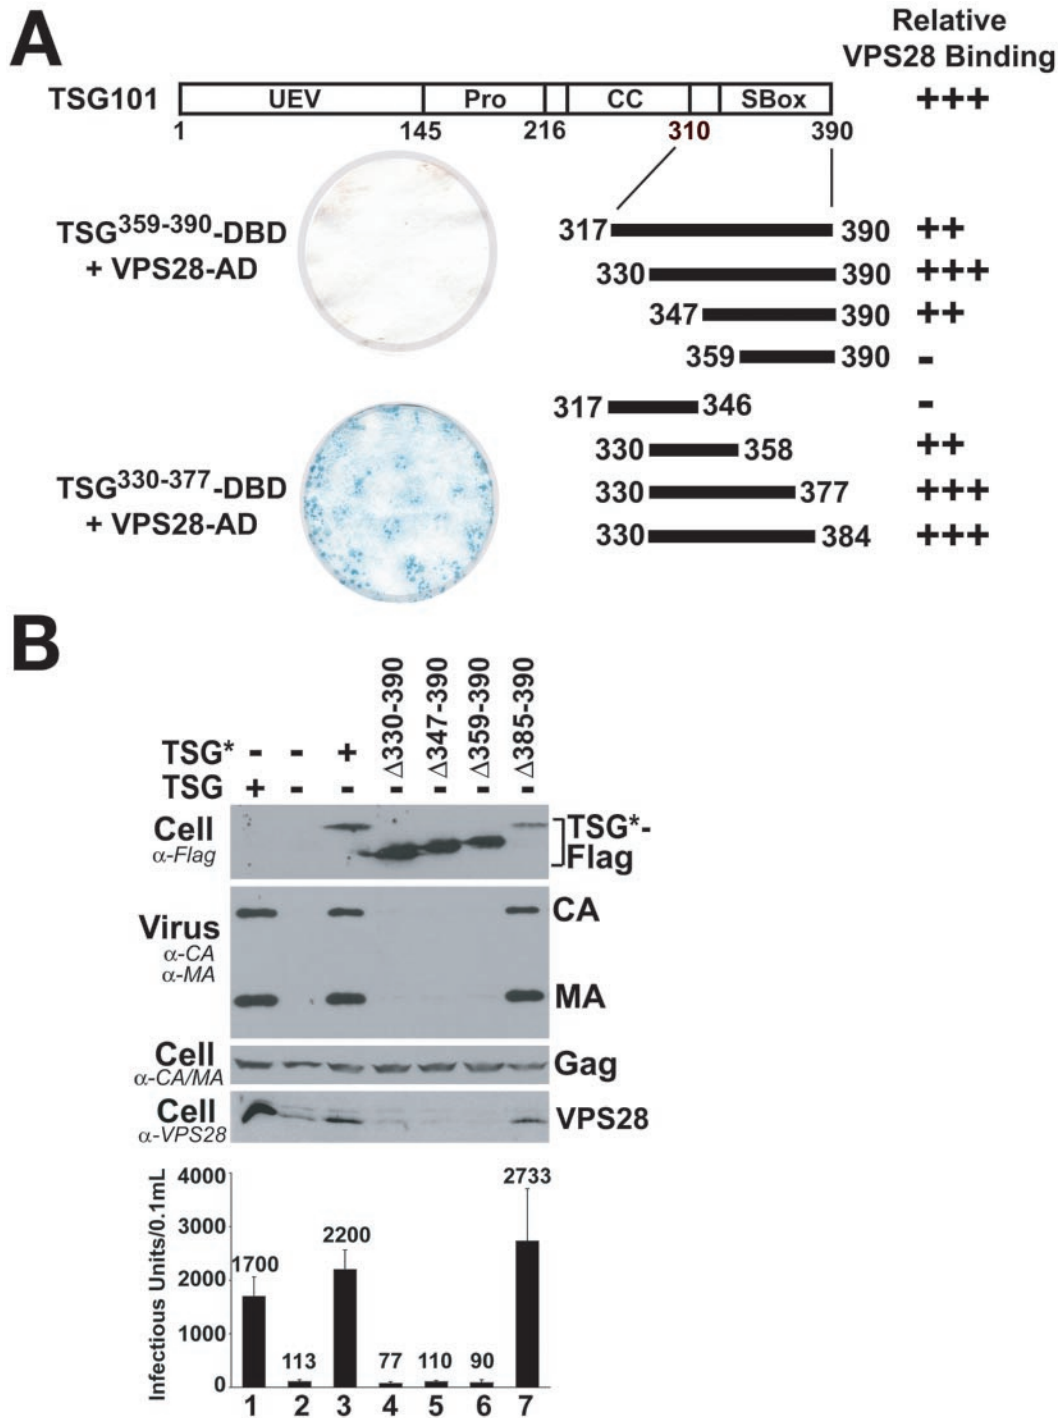 A
Relative
VPS28 Binding
TSG101 UEV Pro CC SBox +++
1 145 216 310 390
TSG359-390-DBD
+ VPS28-AD
317 390 ++
330 390 +++
347 390 ++
359 390 -
317 346 -
330 358 ++
TSG330-377-DBD
+ VPS28-AD
330 377 +++
330 384 +++
B
Δ330-390
Δ347-390
Δ359-390
Δ385-390
TSG* - - +
TSG + - - - - - -
Cell
α-Flag
TSG*-
Flag
Virus
α-CA
α-MA
CA
MA
Cell
α-CA/MA
Gag
Cell
α-VPS28
VPS28
Infectious Units/0.1mL
4000
3000
2000
1000
0
1700
113
2200
77
110
90
2733
1 2 3 4 5 6 7